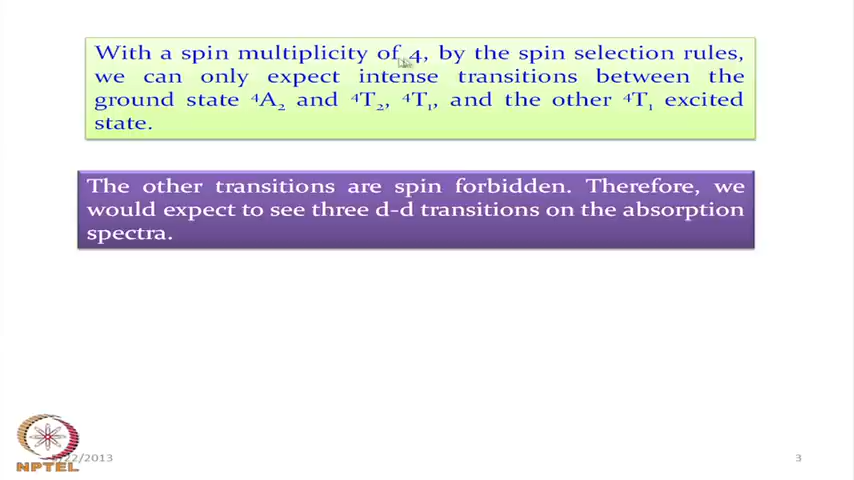 With a spin multiplicity of 4, by the spin selection rules,
we can only expect intense transitions between the
ground state ⁴A₂ and ⁴T₂, ⁴T₁, and the other ⁴T₁ excited
state.
The other transitions are spin forbidden. Therefore, we
would expect to see three d-d transitions on the absorption
spectra.
/22/2013
3
NPTEL